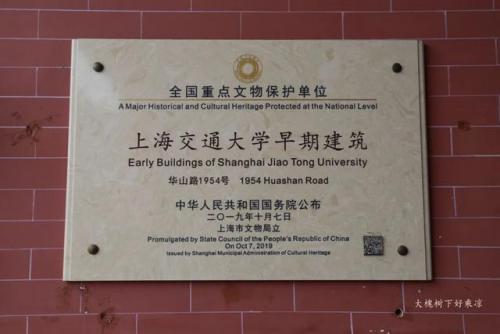 全国重点文物保护单位
A Major Historical and Cultural Heritage Protected at the National Level
上海交通大学早期建筑
Early Buildings of Shanghai Jiao Tong University
华山路1954号 1954 Huashan Road
中华人民共和国国务院公布
二〇一九年十月七日
上海市文物局立
Promulgated by State Council of the People's Republic of China
On Oct 7, 2019
Issued by Shanghai Municipal Administration of Cultural Heritage
大槐树下好乘凉